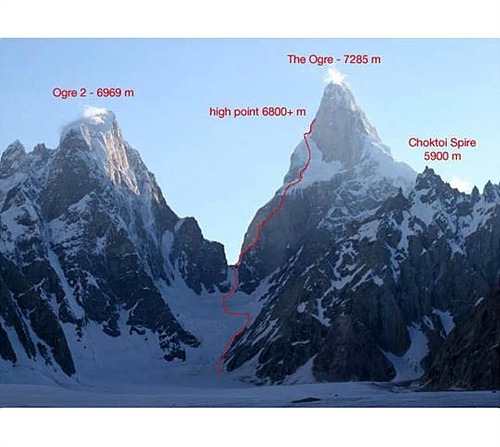 The Ogre - 7285 m
Ogre 2 - 6969 m
high point 6800+ m
Choktoi Spire
5900 m